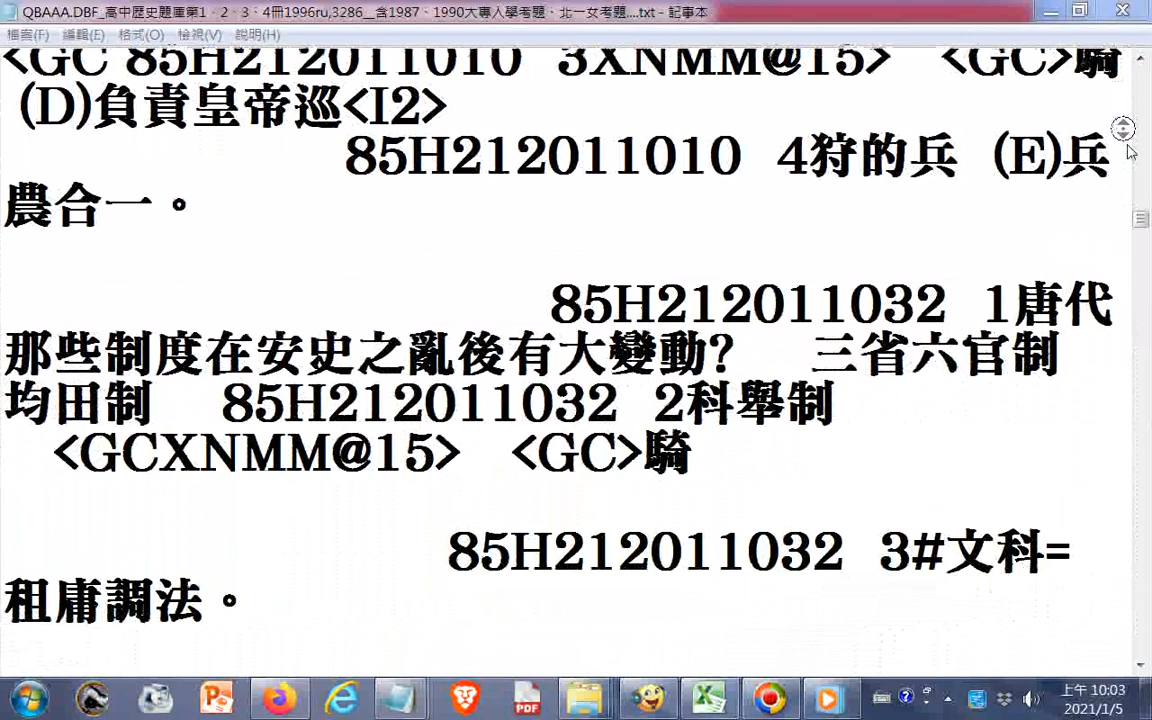 QBAAA.DBF_高中歷史題庫第1﹑2﹑3﹑4冊1996ru,3286__含1987、1990大專入學考題、北一女考題....txt - 記事本
檔案(F) 編輯(E) 格式(O) 檢視(V) 說明(H)
<GC 85H212011010 3XNMM@15> <GC>騎
(D)負責皇帝巡<I2>
85H212011010 4狩的兵 (E)兵
農合一。
85H212011032 1唐代
那些制度在安史之亂後有大變動? 三省六官制
均田制 85H212011032 2科舉制
<GCXNMM@15> <GC>騎
85H212011032 3#文科=
租庸調法。
上午 10:03
2021/1/5